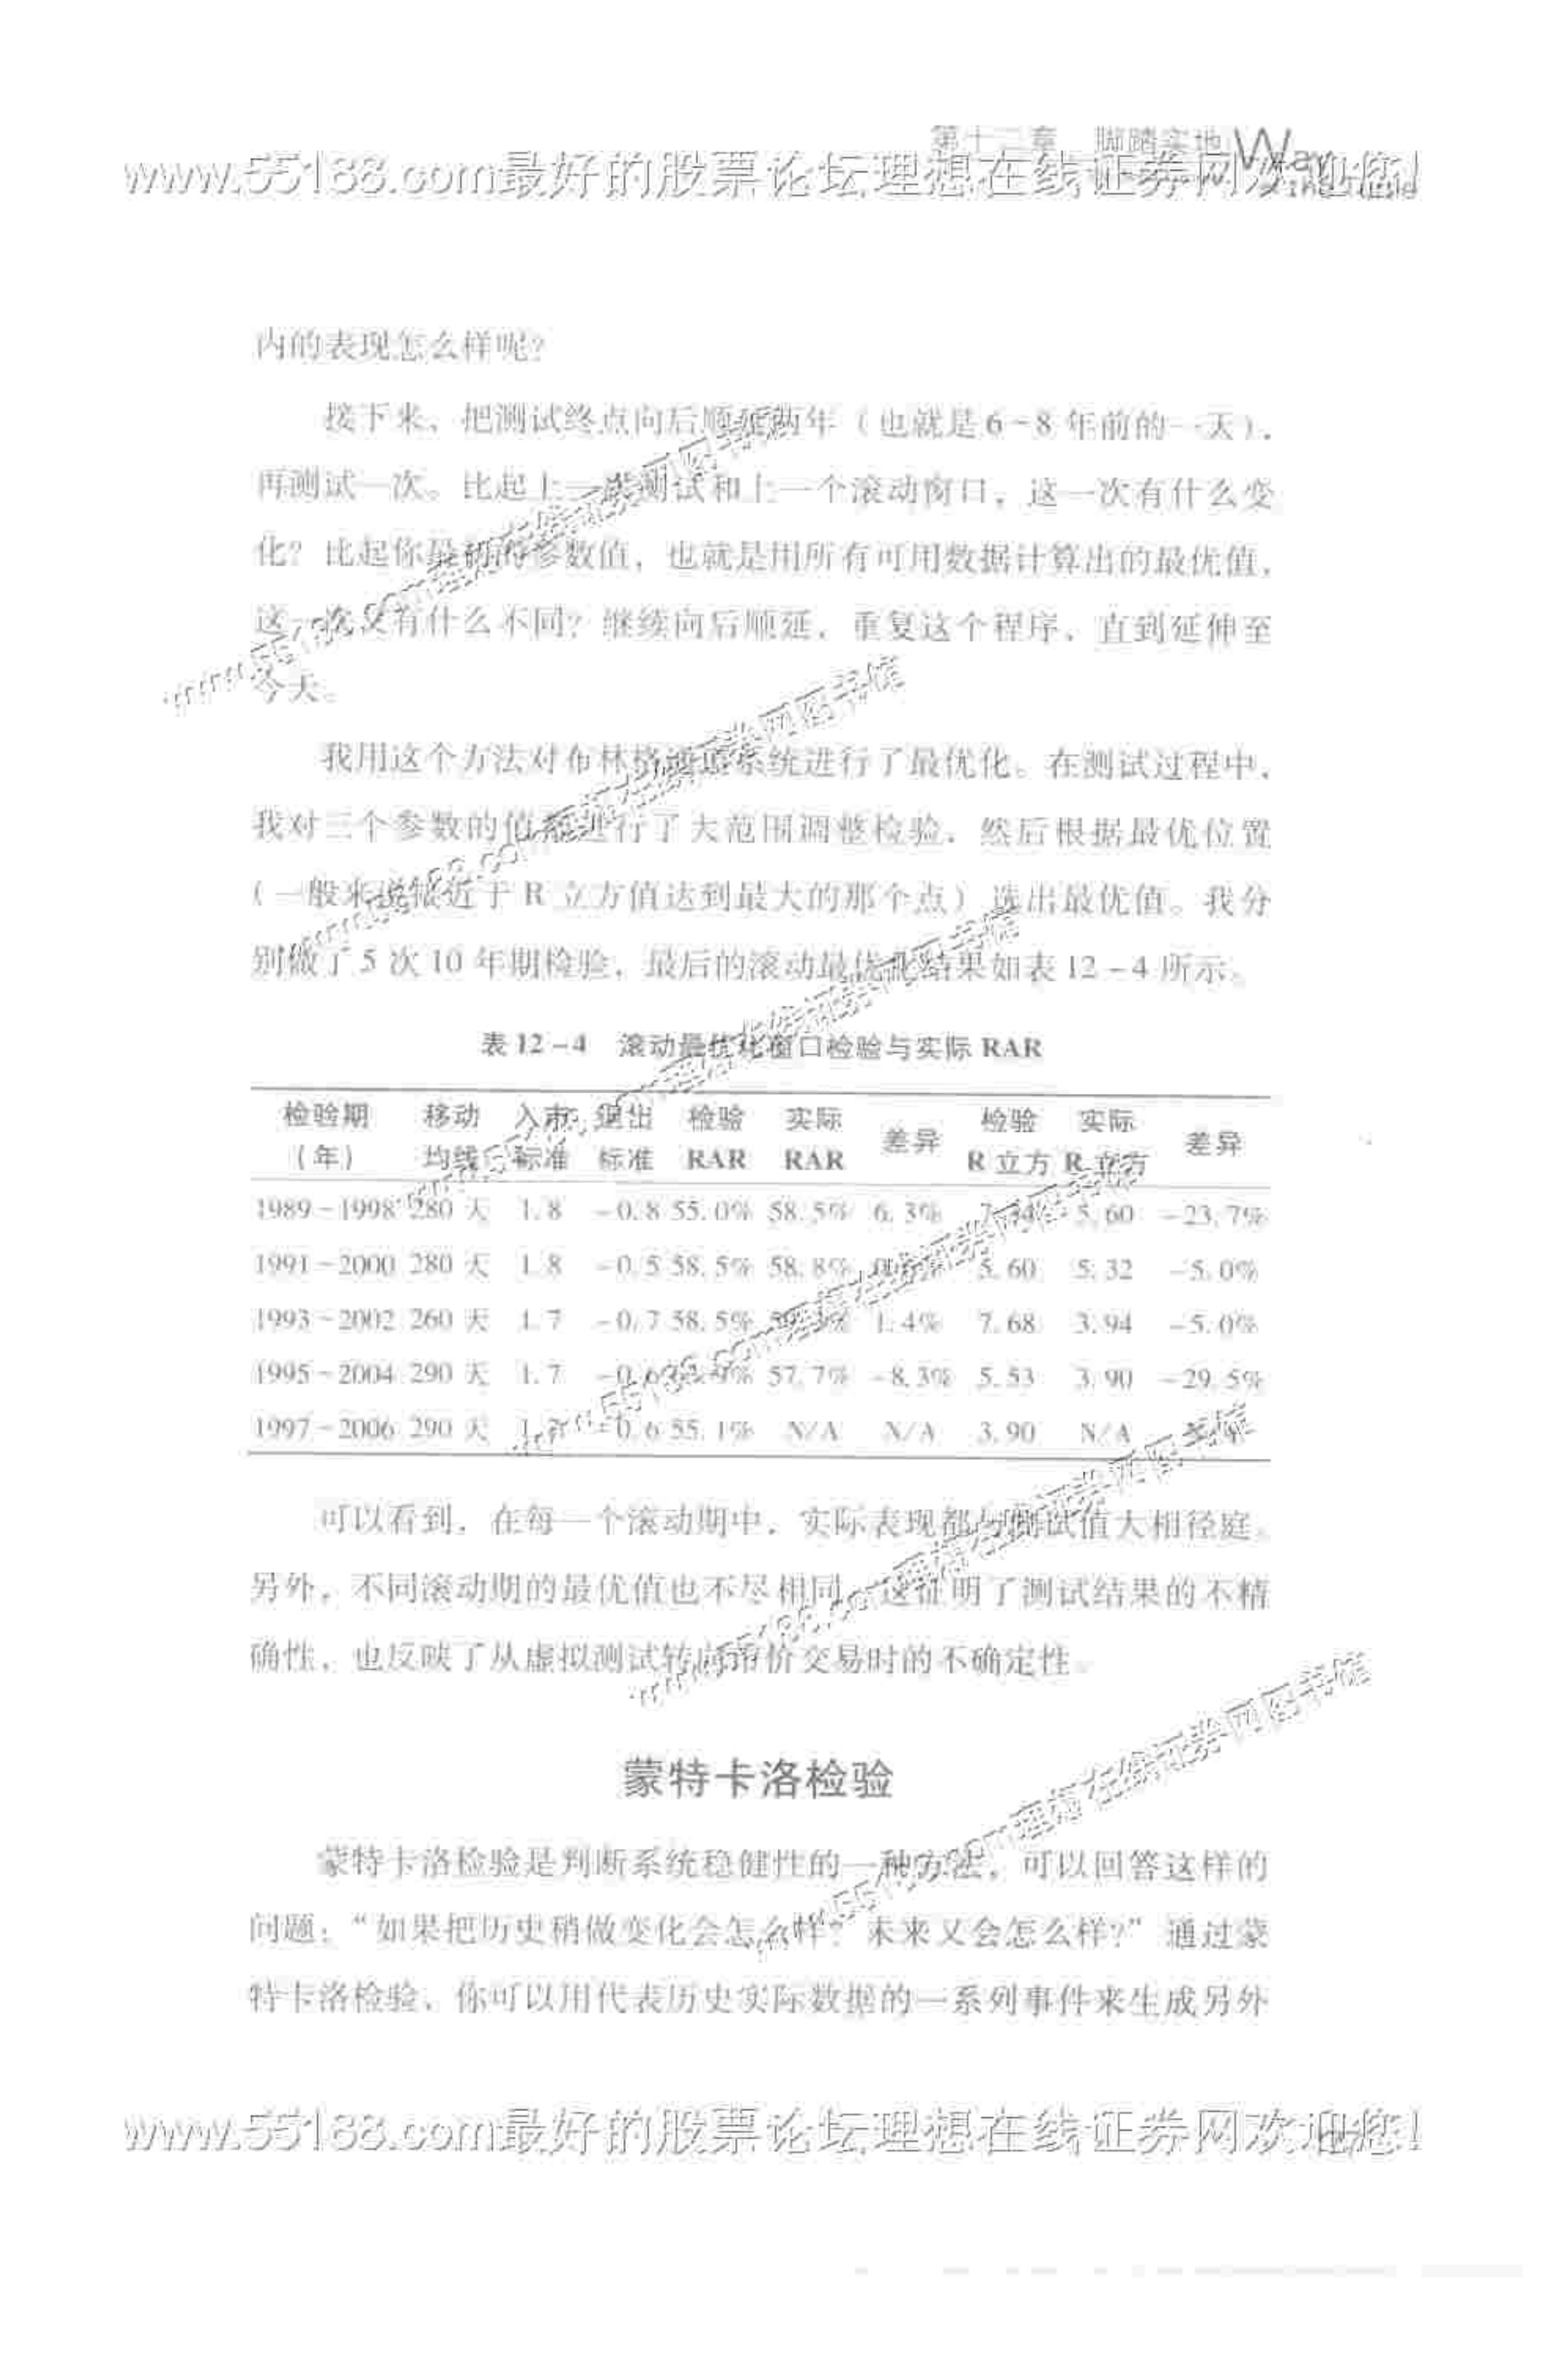 第十二章 脚踏实地 Way
www.55188.com最好的股票论坛理想在线证券网欢迎您!
内的表现怎么样呢?
接下来,把测试终点向后顺延两年(也就是6-8年前的一天),
再测试一次。比起上一次测试和上一个滚动窗口,这一次有什么变
化?比起你最初的参数值,也就是用所有可用数据计算出的最优值,
这一次又有什么不同?继续向后顺延,重复这个程序,直到延伸至
今天。
我用这个方法对布林格通道系统进行了最优化。在测试过程中,
我对三个参数的值都进行了大范围调整检验,然后根据最优位置
(一般来说接近于R立方值达到最大的那个点)选出最优值。我分
别做了5次10年期检验,最后的滚动最优化结果如表12-4所示。
表12-4 滚动最优化窗口检验与实际RAR
检验期 移动 入市 退出 检验 实际 差异 检验 实际 差异
(年) 均线 标准 标准 RAR RAR R立方 R立方
1989-1998 280天 1.8 -0.8 55.0% 58.5% 6.3% 7.34 5.60 -23.7%
1991-2000 280天 1.8 -0.5 58.5% 58.8% 5.60 5.32 -5.0%
1993-2002 260天 1.7 -0.7 58.5% 1.4% 7.68 3.94 -5.0%
1995-2004 290天 1.7 -0.6 57.7% -8.3% 5.53 3.90 -29.5%
1997-2006 290天 -0.6 55.1% N/A N/A 3.90 N/A N/A
可以看到,在每一个滚动期中,实际表现都与测试值大相径庭。
另外,不同滚动期的最优值也不尽相同。这证明了测试结果的不精
确性,也反映了从虚拟测试转向市价交易时的不确定性。
蒙特卡洛检验
蒙特卡洛检验是判断系统稳健性的一种方法,可以回答这样的
问题:“如果把历史稍做变化会怎么样?未来又会怎么样?”通过蒙
特卡洛检验,你可以用代表历史实际数据的一系列事件来生成另外
www.55188.com最好的股票论坛理想在线证券网欢迎您!